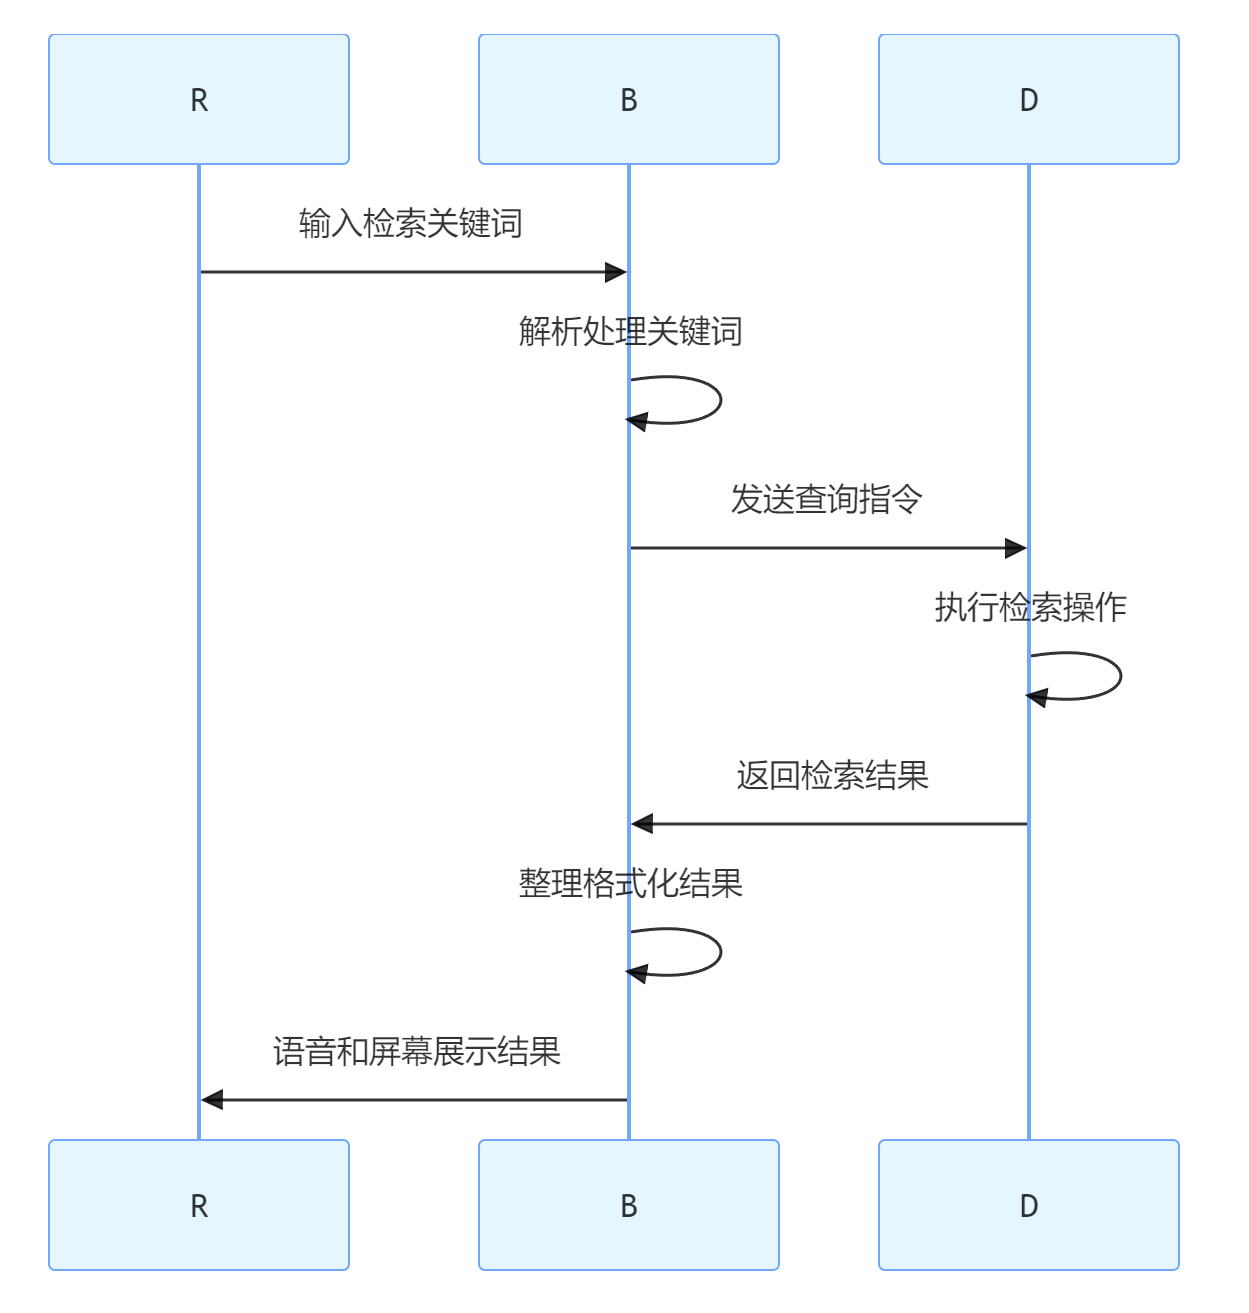 R
B
D
输入检索关键词
解析处理关键词
发送查询指令
执行检索操作
返回检索结果
整理格式化结果
语音和屏幕展示结果
R
B
D